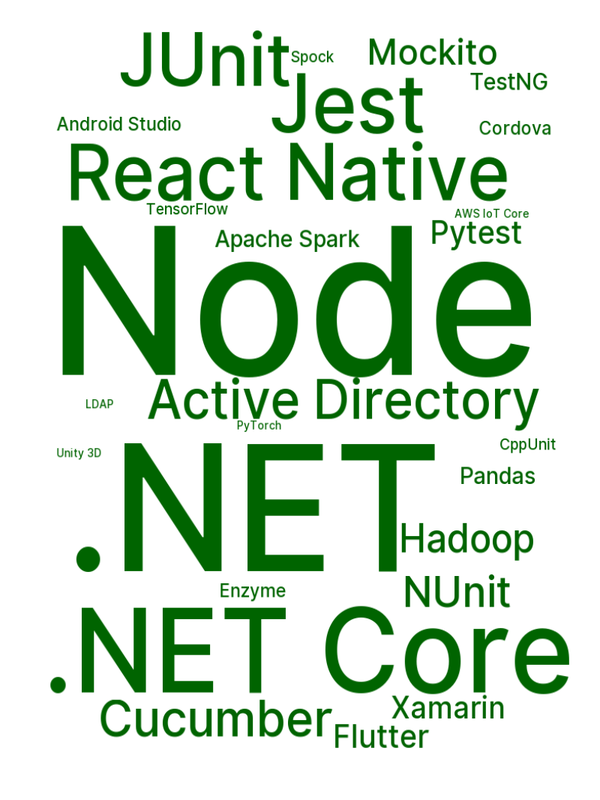 JUnit
Spock
Mockito
TestNG
Jest
Android Studio
Cordova
React Native
TensorFlow
AWS IoT Core
Apache Spark
Pytest
Node
Active Directory
LDAP
PyTorch
CppUnit
Unity 3D
.NET
Pandas
Hadoop
Enzyme
NUnit
.NET Core
Cucumber
Xamarin
Flutter